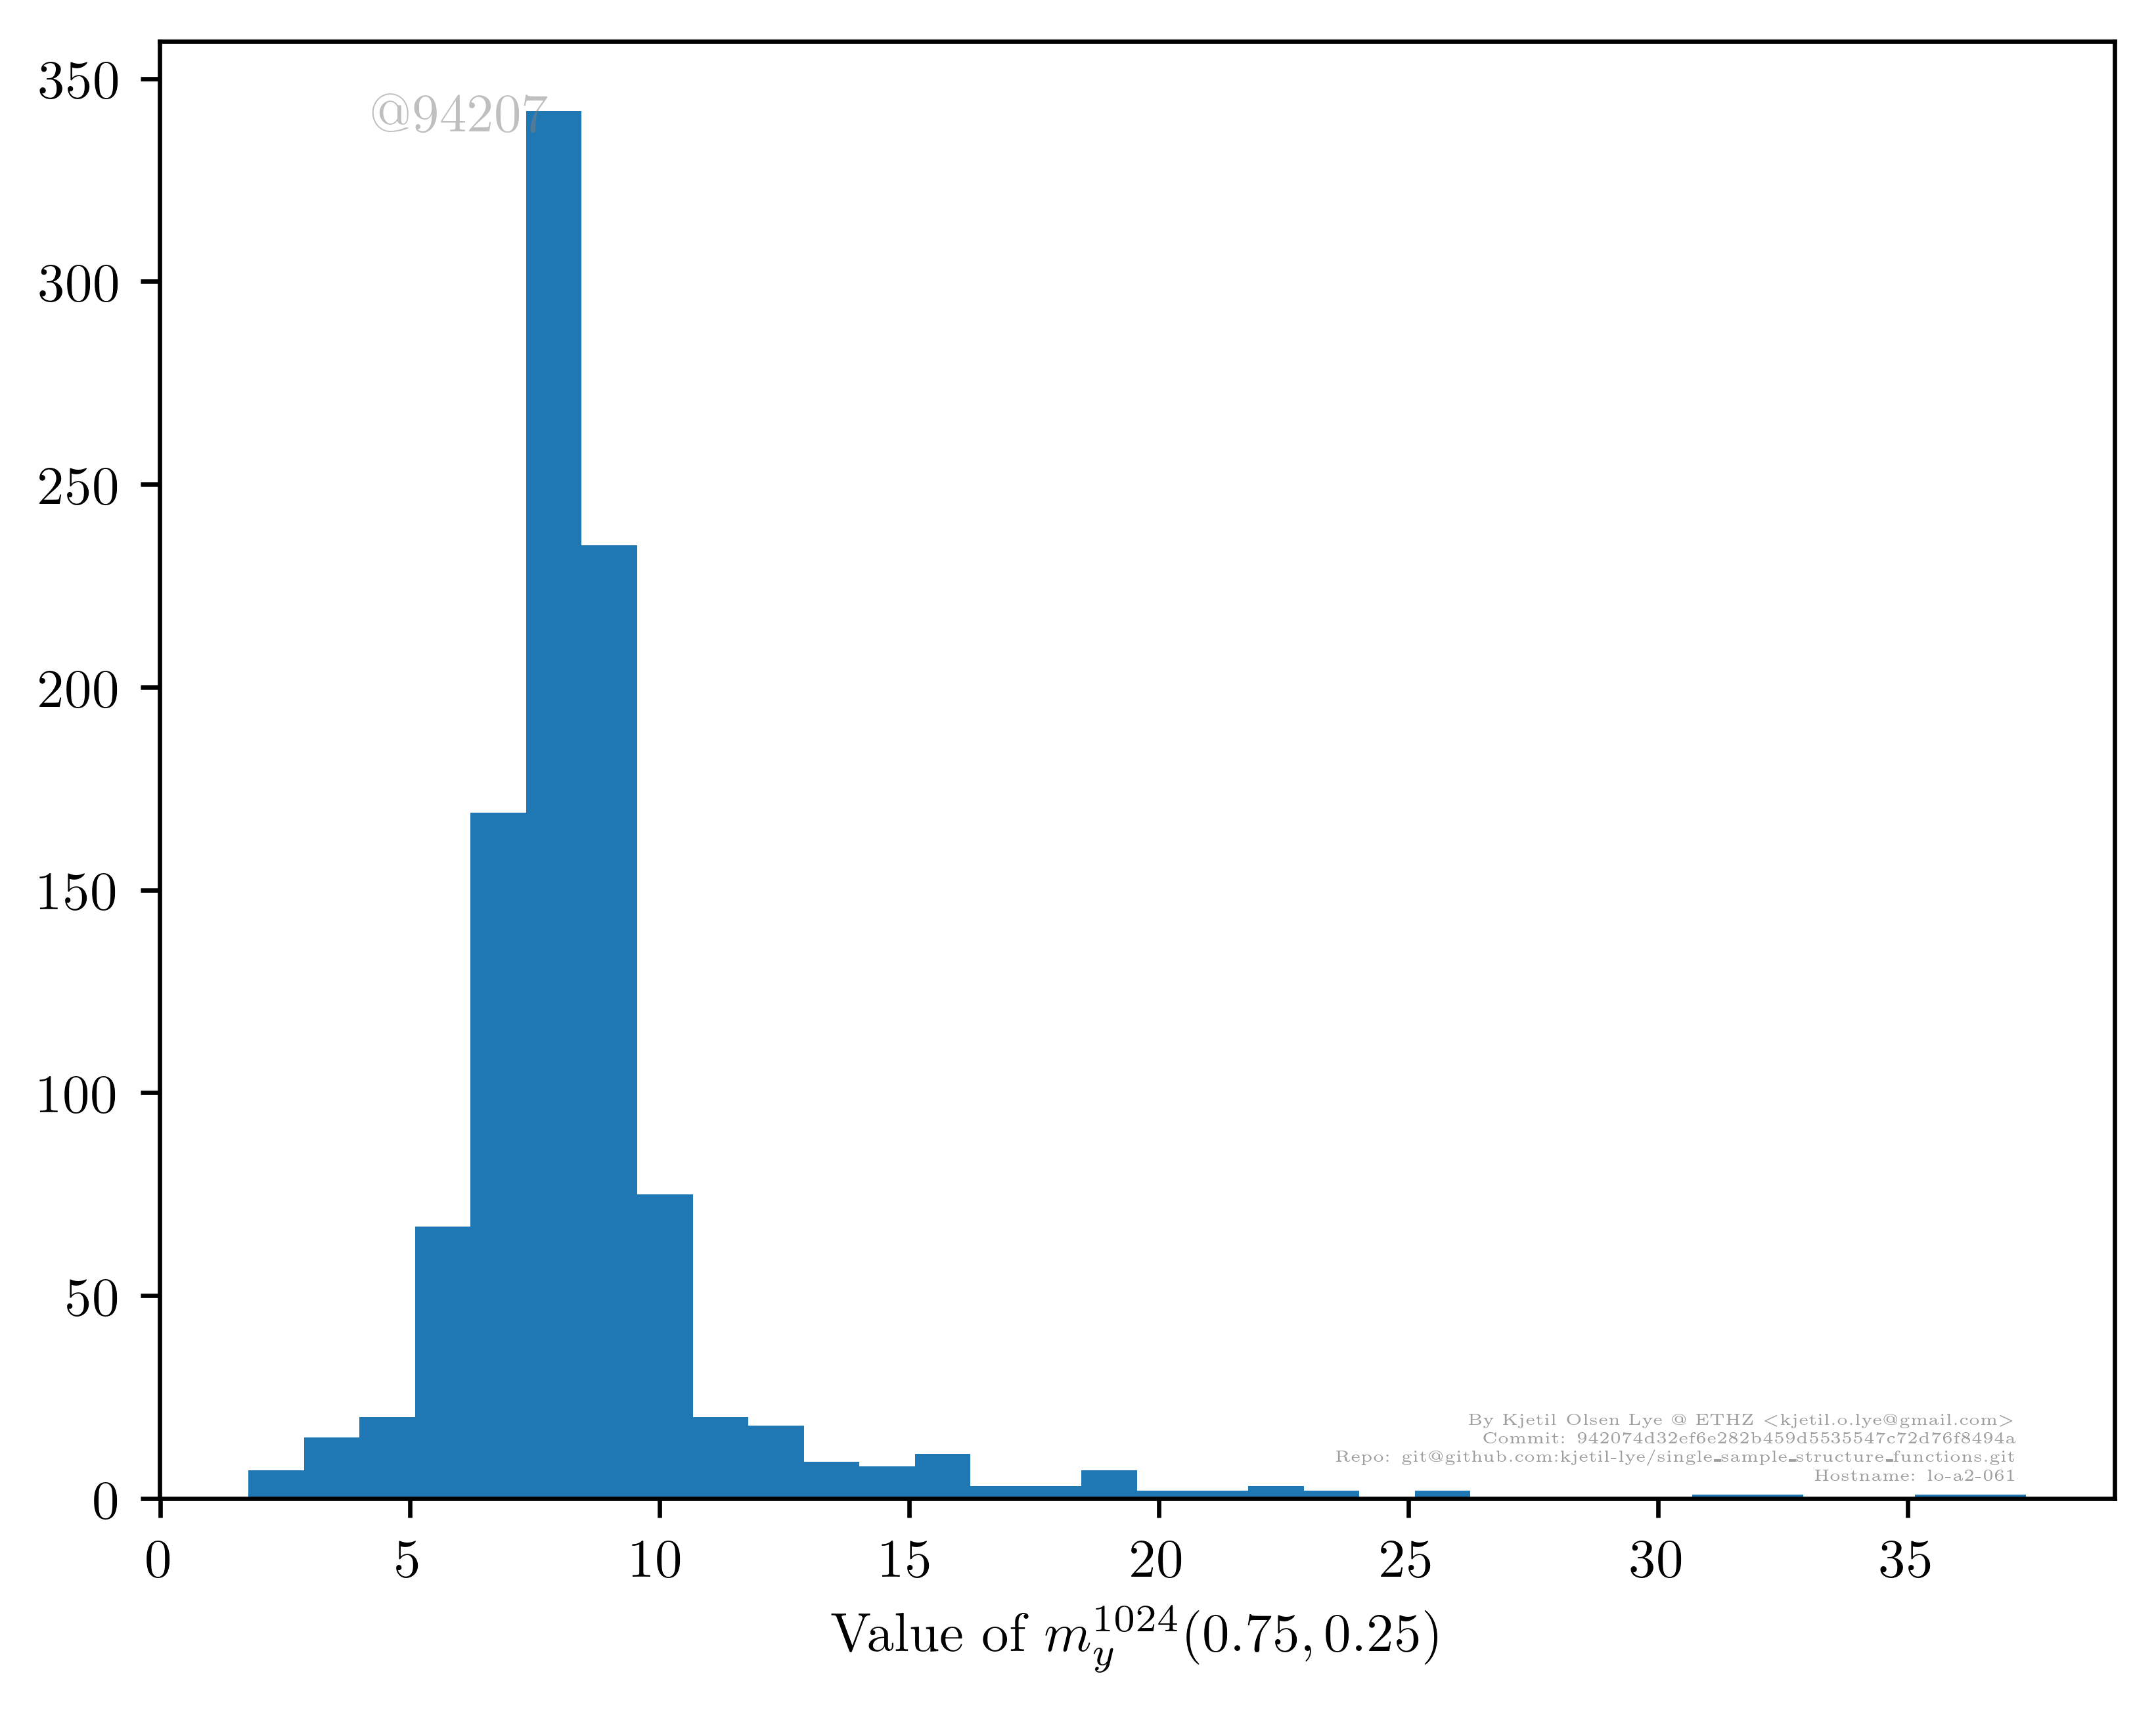 350
@94207
300
250
200
150
100
50
0
By Kjetil Olsen Lye @ ETHZ <kjetil.o.lye@gmail.com>
Commit: 942074d32ef6e282b459d5535547c72d76f8494a
Repo: git@github.com:kjetil-lye/single_sample_structure_functions.git
Hostname: lo-a2-061
0 5 10 15 20 25 30 35
Value of $m_y^{1024}(0.75, 0.25)$